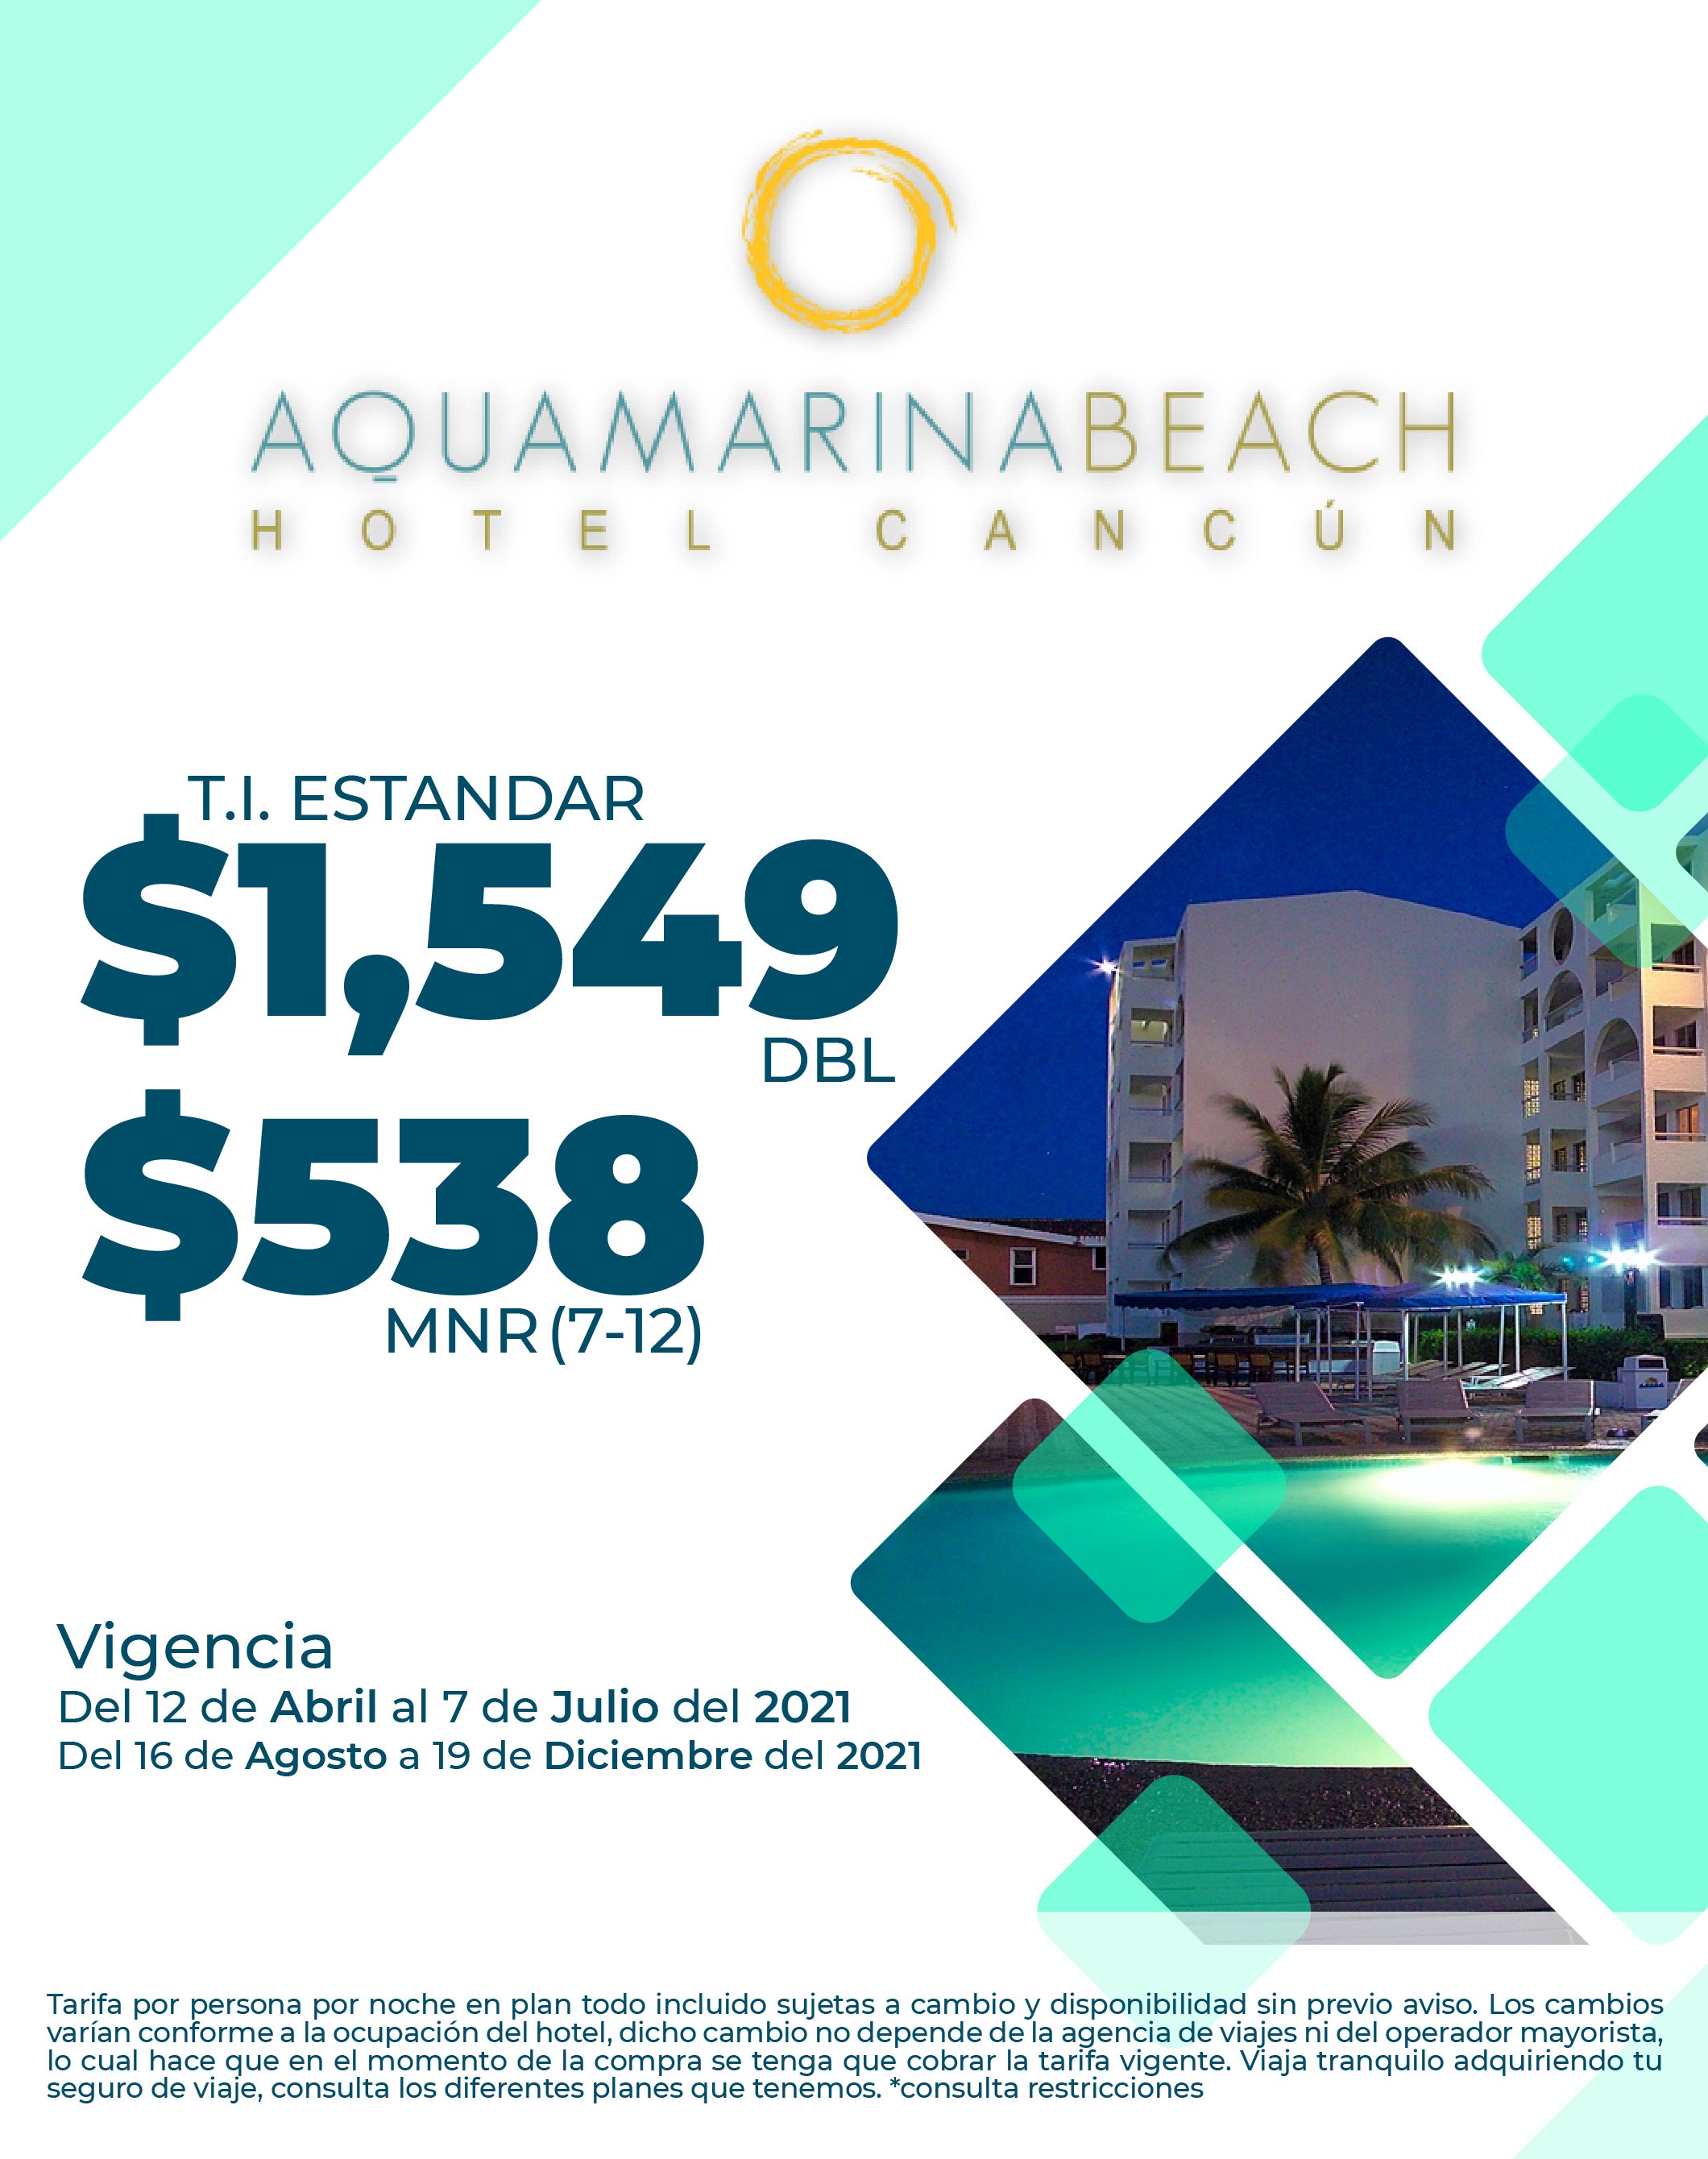 AQUAMARINABEACH
HOTEL CANCÚN
T.I. ESTANDAR
$1,549
DBL
$538
MNR (7-12)
Vigencia
Del 12 de Abril al 7 de Julio del 2021
Del 16 de Agosto a 19 de Diciembre del 2021
Tarifa por persona por noche en plan todo incluido sujetas a cambio y disponibilidad sin previo aviso. Los cambios
varían conforme a la ocupación del hotel, dicho cambio no depende de la agencia de viajes ni del operador mayorista,
lo cual hace que en el momento de la compra se tenga que cobrar la tarifa vigente. Viaja tranquilo adquiriendo tu
seguro de viaje, consulta los diferentes planes que tenemos. *consulta restricciones